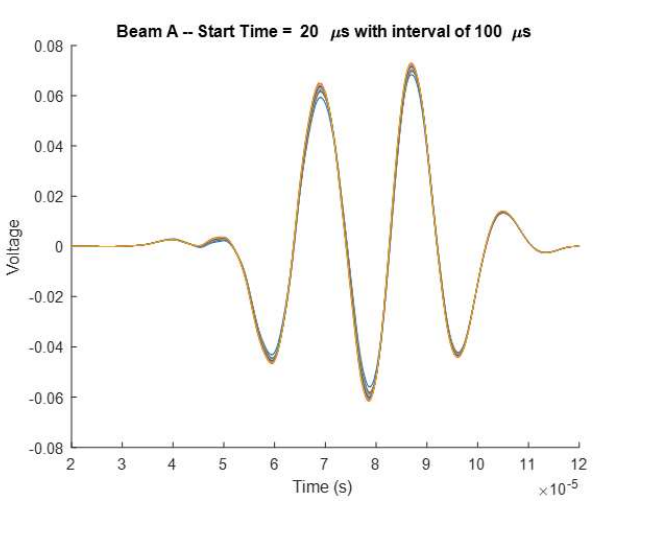 Beam A -- Start Time = 20 μs with interval of 100 μs
0.08
0.06
0.04
0.02
0
-0.02
-0.04
-0.06
-0.08
Voltage
2 3 4 5 6 7 8 9 10 11 12
Time (s)
×10-5